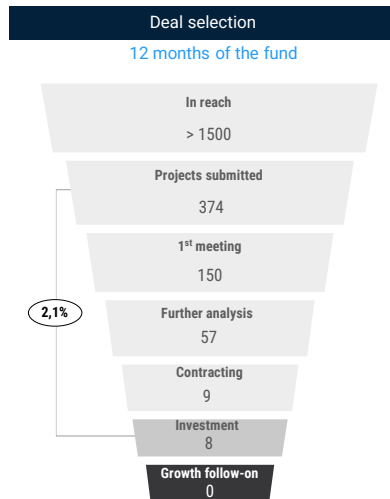 Deal selection
12 months of the fund
In reach
> 1500
Projects submitted
374
1st meeting
150
2,1%
Further analysis
57
Contracting
9
Investment
8
Growth follow-on
0